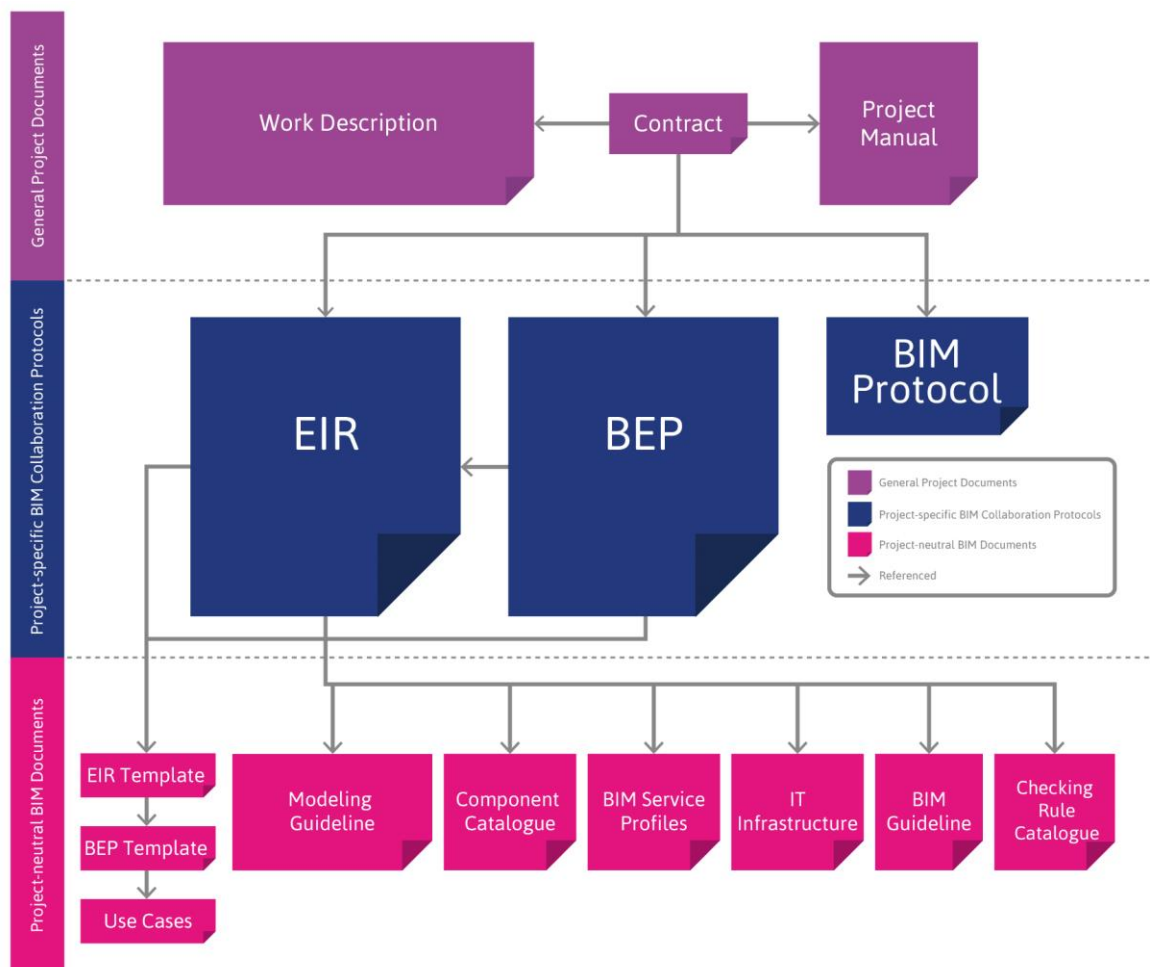 General Project Documents
Work Description
Contract
Project
Manual
Project-specific BIM Collaboration Protocols
EIR
BEP
BIM
Protocol
General Project Documents
Project-specific BIM Collaboration Protocols
Project-neutral BIM Documents
Referenced
Project-neutral BIM Documents
EIR Template
BEP Template
Use Cases
Modeling
Guideline
Component
Catalogue
BIM Service
Profiles
IT
Infrastructure
BIM
Guideline
Checking
Rule
Catalogue